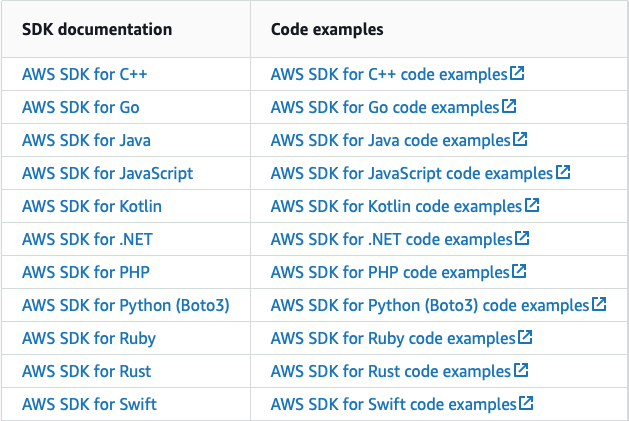 SDK documentation Code examples
AWS SDK for C++ AWS SDK for C++ code examples
AWS SDK for Go AWS SDK for Go code examples
AWS SDK for Java AWS SDK for Java code examples
AWS SDK for JavaScript AWS SDK for JavaScript code examples
AWS SDK for Kotlin AWS SDK for Kotlin code examples
AWS SDK for .NET AWS SDK for .NET code examples
AWS SDK for PHP AWS SDK for PHP code examples
AWS SDK for Python (Boto3) AWS SDK for Python (Boto3) code examples
AWS SDK for Ruby AWS SDK for Ruby code examples
AWS SDK for Rust AWS SDK for Rust code examples
AWS SDK for Swift AWS SDK for Swift code examples